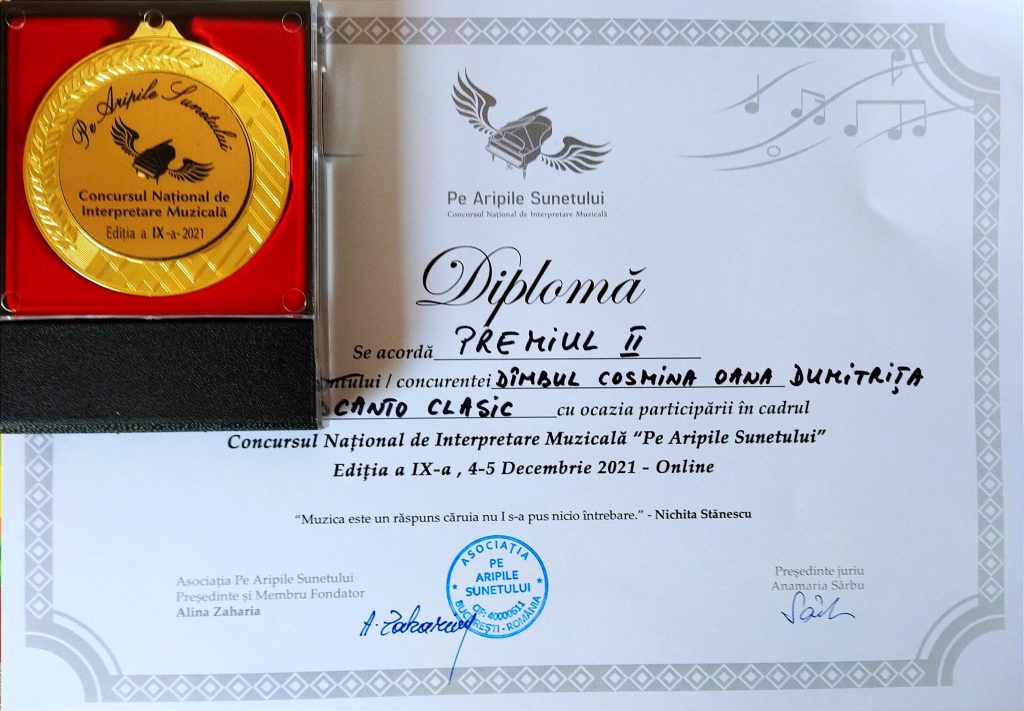 Pe Aripile Sunetului
Concursul Național de
Interpretare Muzicală
Ediția a IX-a-2021
Pe Aripile Sunetului
Concursul Național de Interpretare Muzicală
Diplomă
Se acordă PREMIUL II
/ concurentei DÎMBUL COSMINA OANA DUMITRIȚA
CANTO CLASIC cu ocazia participării în cadrul
Concursul Național de Interpretare Muzicală “Pe Aripile Sunetului”
Ediția a IX-a , 4-5 Decembrie 2021 - Online
“Muzica este un răspuns căruia nu I s-a pus nicio întrebare.” - Nichita Stănescu
Asociația Pe Aripile Sunetului
Președinte și Membru Fondator
Alina Zaharia
A. Zaharia
ASOCIAȚIA
PE
ARIPILE
SUNETULUI
CIF: 40000611
BUCUREȘTI - ROMÂNIA
Președinte juriu
Anamaria Sârbu